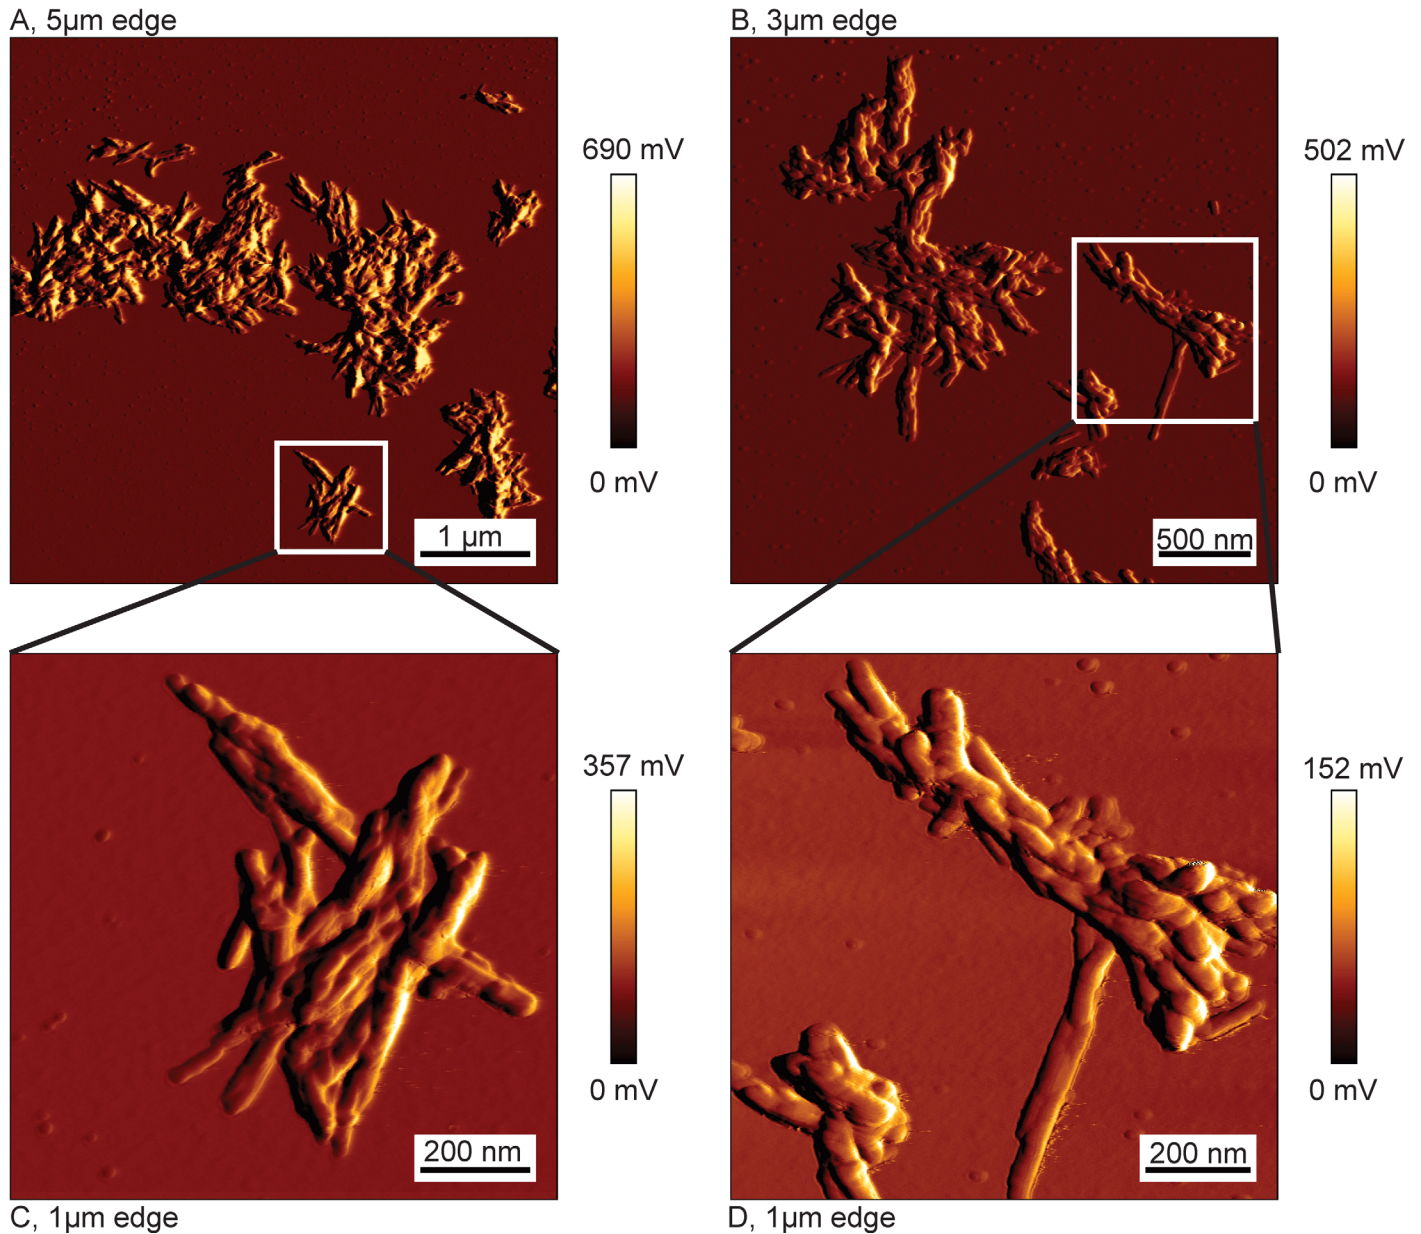 A, 5µm edge
B, 3µm edge
690 mV
0 mV
1 µm
502 mV
0 mV
500 nm
357 mV
0 mV
200 nm
152 mV
0 mV
200 nm
C, 1µm edge
D, 1µm edge